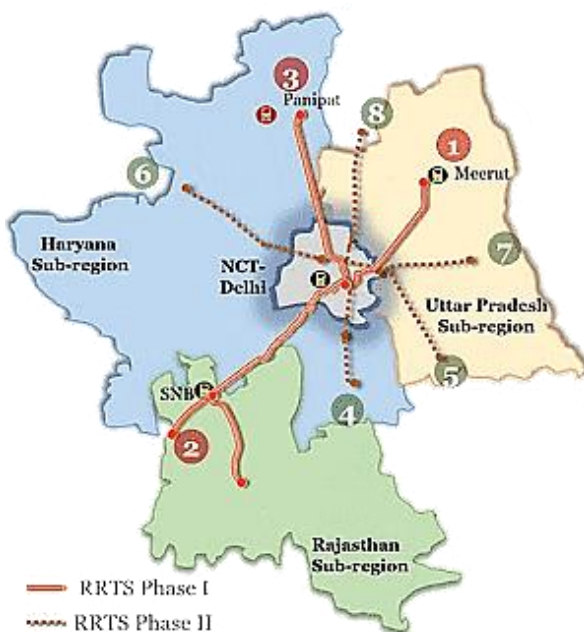 3
Panipat
8
1
Meerut
6
Haryana
Sub-region
NCT-
Delhi
7
Uttar Pradesh
Sub-region
5
SNB
4
2
Rajasthan
Sub-region
RRTS Phase I
RRTS Phase II